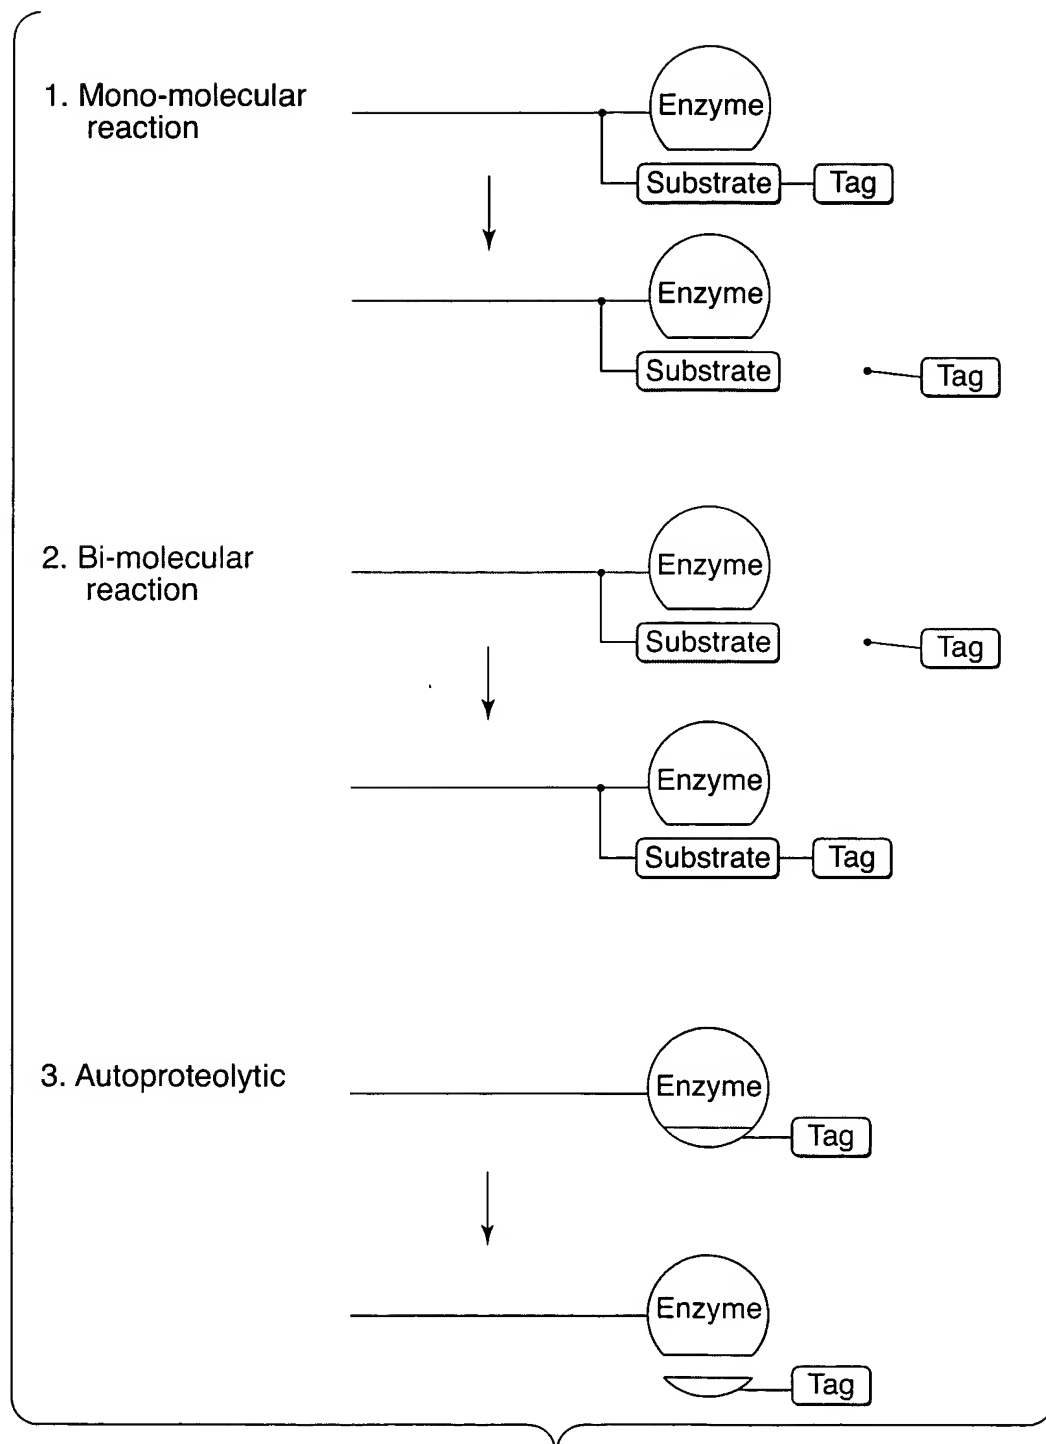 1. Mono-molecular
reaction
Enzyme
Substrate
Tag
Enzyme
Substrate
Tag
2. Bi-molecular
reaction
Enzyme
Substrate
Tag
Enzyme
Substrate
Tag
3. Autoproteolytic
Enzyme
Tag
Enzyme
Tag